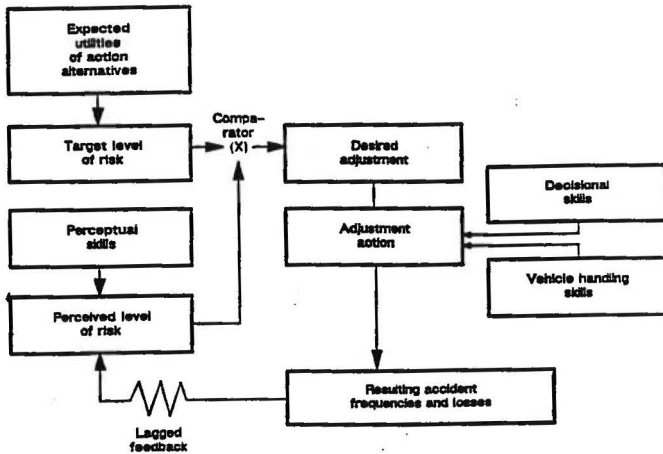 Expected
utilities
of action
alternatives
Target level
of risk
Compa-
rator
(X)
Desired
adjustment
Decisional
skills
Perceptual
skills
Adjustment
action
Vehicle handling
skills
Perceived level
of risk
Resulting accident
frequencies and losses
Lagged
feedback